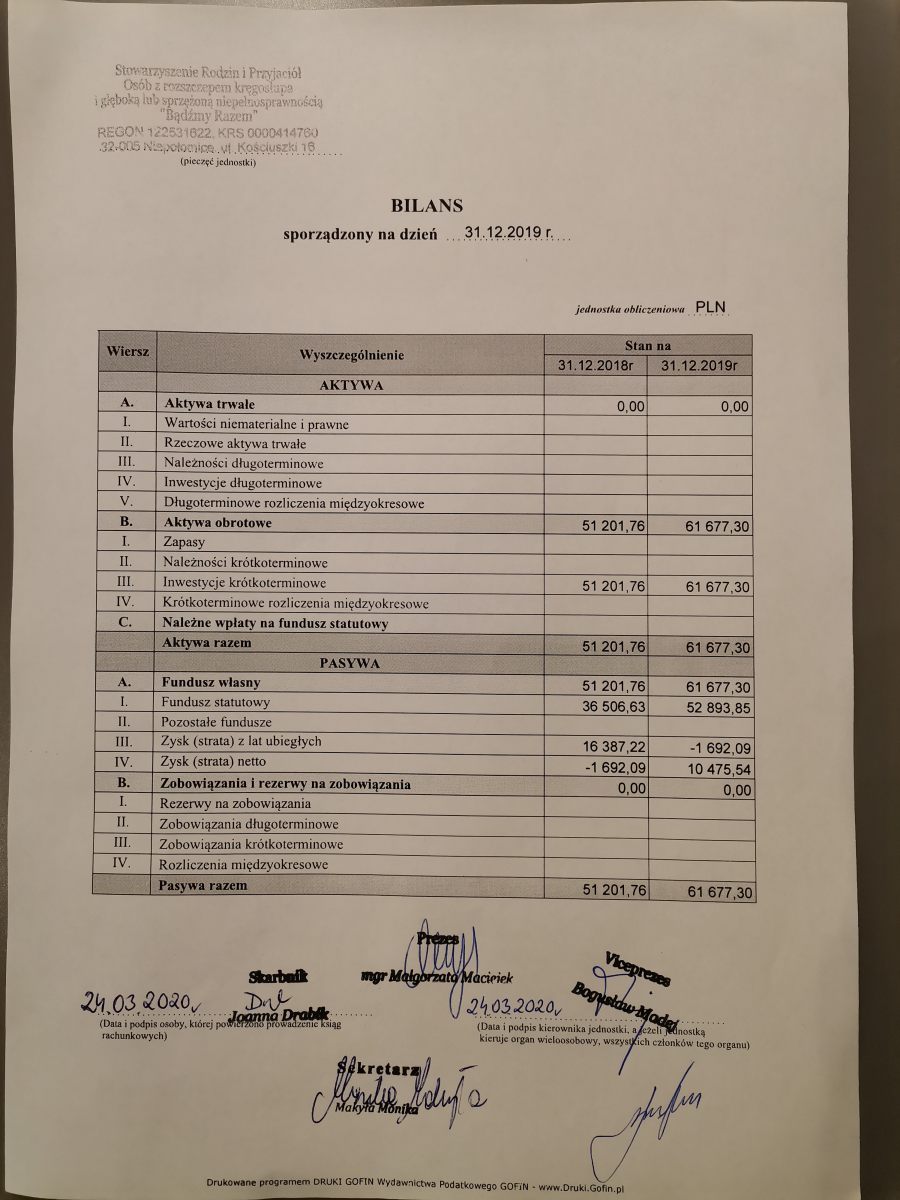 Stowarzyszenie Rodzin i Przyjaciół
Osób z rozszczepem kręgosłupa
i głęboką lub sprzężoną niepełnosprawnością
"Bądźmy Razem"
REGON 122531622, KRS 0000414760
32-005 Niepołomice, ul. Kościuszki 16
(pieczęć jednostki)
BILANS
sporządzony na dzień 31.12.2019 r.
jednostka obliczeniowa PLN
Wiersz Wyszczególnienie Stan na
31.12.2018r 31.12.2019r
AKTYWA
A. Aktywa trwałe 0,00 0,00
I. Wartości niematerialne i prawne
II. Rzeczowe aktywa trwałe
III. Należności długoterminowe
IV. Inwestycje długoterminowe
V. Długoterminowe rozliczenia międzyokresowe
B. Aktywa obrotowe 51 201,76 61 677,30
I. Zapasy
II. Należności krótkoterminowe
III. Inwestycje krótkoterminowe 51 201,76 61 677,30
IV. Krótkoterminowe rozliczenia międzyokresowe
C. Należne wpłaty na fundusz statutowy
Aktywa razem 51 201,76 61 677,30
PASYWA
A. Fundusz własny 51 201,76 61 677,30
I. Fundusz statutowy 36 506,63 52 893,85
II. Pozostałe fundusze
III. Zysk (strata) z lat ubiegłych 16 387,22 -1 692,09
IV. Zysk (strata) netto -1 692,09 10 475,54
B. Zobowiązania i rezerwy na zobowiązania 0,00 0,00
I. Rezerwy na zobowiązania
II. Zobowiązania długoterminowe
III. Zobowiązania krótkoterminowe
IV. Rozliczenia międzyokresowe
Pasywa razem 51 201,76 61 677,30
Prezes
mgr Małgorzata Maciejek
Skarbnik
Joanna Drabik
Wiceprezes
Bogusław Madej
24.03.2020r
24.03.2020r
(Data i podpis osoby, której powierzono prowadzenie ksiąg
rachunkowych)
(Data i podpis kierownika jednostki, a jeżeli jednostką
kieruje organ wieloosobowy, wszystkich członków tego organu)
Sekretarz
Makyła Monika
Drukowane programem DRUKI GOFIN Wydawnictwa Podatkowego GOFIN - www.Druki.Gofin.pl